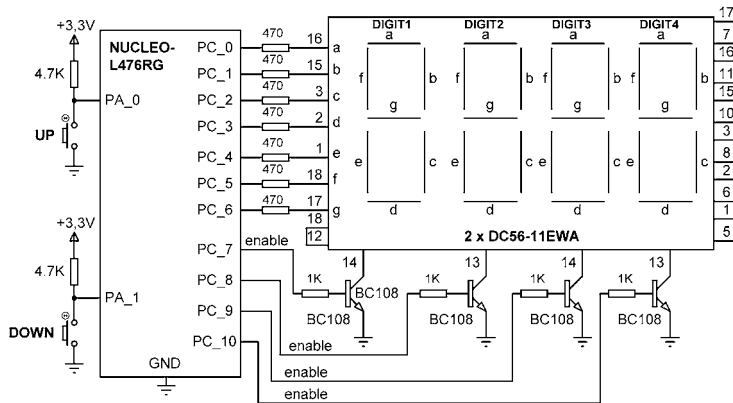 +3,3V
4.7K
PA_0
UP
+3,3V
4.7K
PA_1
DOWN
NUCLEO-
L476RG
PC_0
PC_1
PC_2
PC_3
PC_4
PC_5
PC_6
PC_7
PC_8
PC_9
PC_10
GND
470
470
470
470
470
470
470
16
15
3
2
1
18
17
18
12
a
b
c
d
e
f
g
DIGIT1
a
f
b
g
e
c
d
DIGIT2
a
f
b
g
e
c
d
DIGIT3
a
f
b
g
e
c
d
DIGIT4
a
f
b
g
e
c
d
2 x DC56-11EWA
17
7
16
11
15
10
3
8
2
6
1
5
14
13
14
13
enable
1K
BC108
BC108
1K
BC108
1K
BC108
1K
BC108
enable
enable
enable